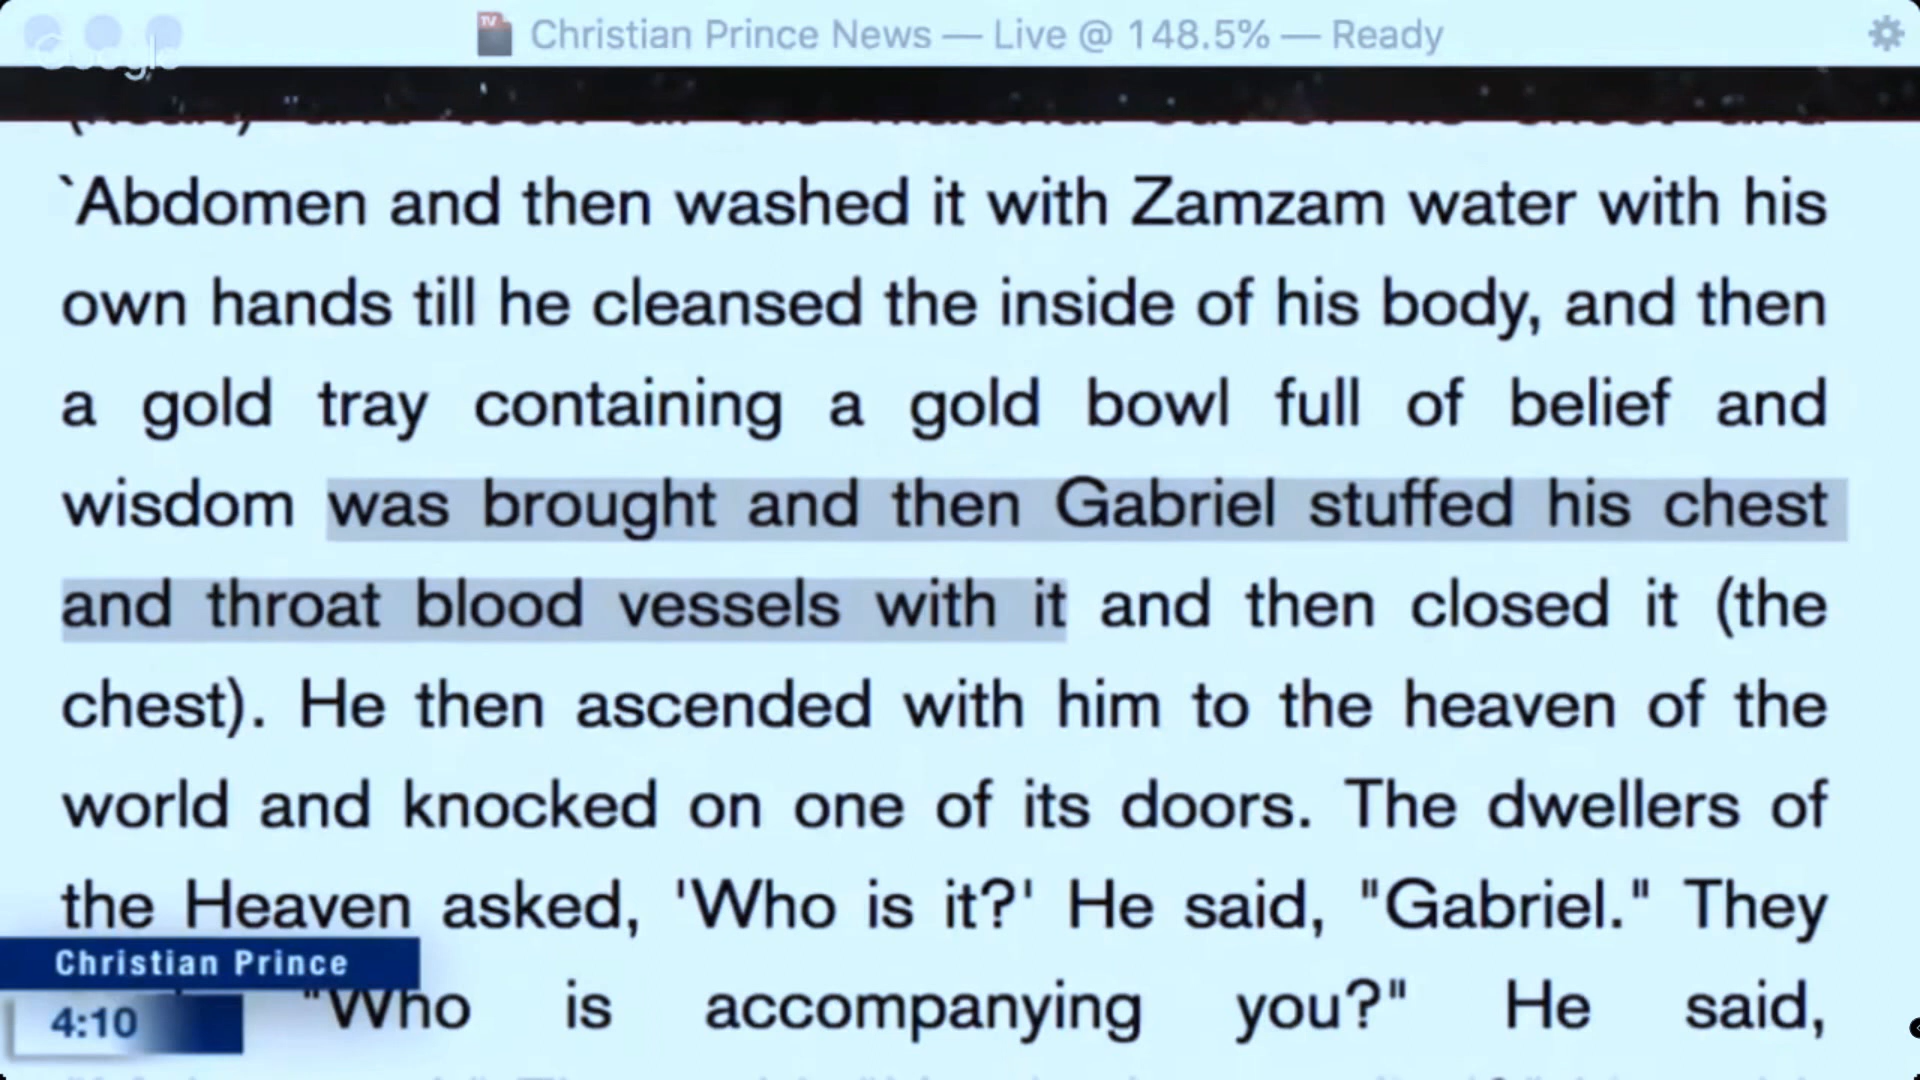 Christian Prince News — Live @ 148.5% — Ready
Google
`Abdomen and then washed it with Zamzam water with his
own hands till he cleansed the inside of his body, and then
a gold tray containing a gold bowl full of belief and
wisdom was brought and then Gabriel stuffed his chest
and throat blood vessels with it and then closed it (the
chest). He then ascended with him to the heaven of the
world and knocked on one of its doors. The dwellers of
the Heaven asked, 'Who is it?' He said, "Gabriel." They
"Who is accompanying you?" He said,
Christian Prince
4:10